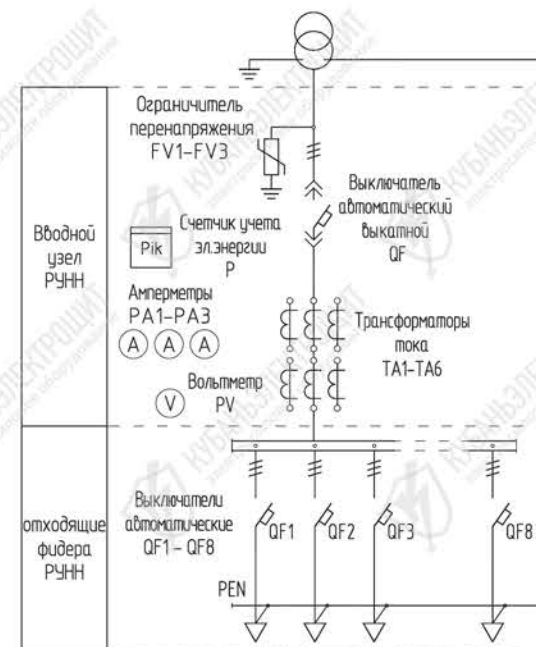 Ограничитель
перенапряжения
FV1-FV3
Вводной
узел
РУНН
Pik
Счетчик учета
эл.энергии
P
Выключатель
автоматический
выкатной
QF
Амперметры
PA1-PA3
A A A
Трансформаторы
тока
TA1-TA6
Вольтметр
PV
V
отходящие
фидера
РУНН
Выключатели
автоматические
QF1 - QF8
QF1 QF2 QF3 QF8
PEN
КУБАНЬЭЛЕКТРОЩИТ